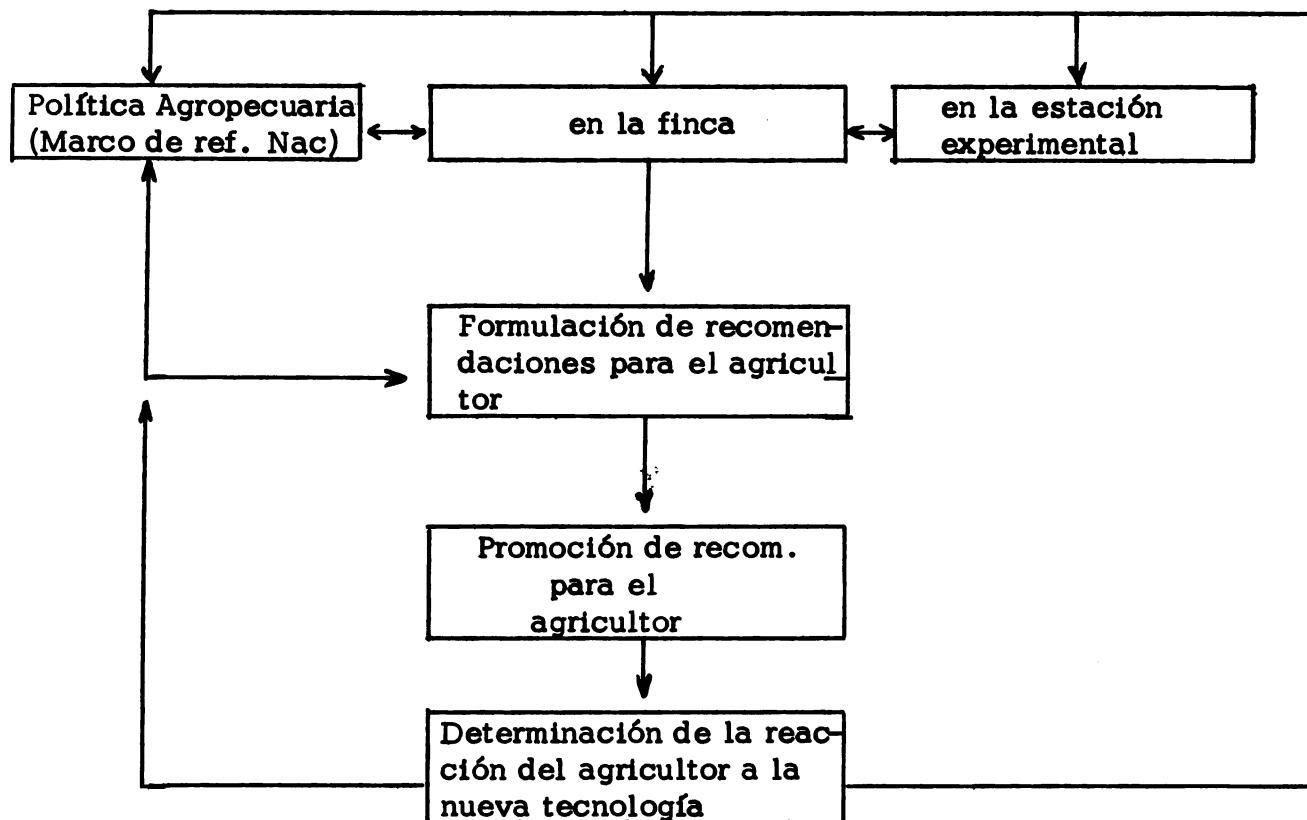 Política Agropecuaria
(Marco de ref. Nac)
en la finca
en la estación
experimental
Formulación de recomen-
daciones para el agricul
tor
Promoción de recom.
para el
agricultor
Determinación de la reac-
ción del agricultor a la
nueva tecnología